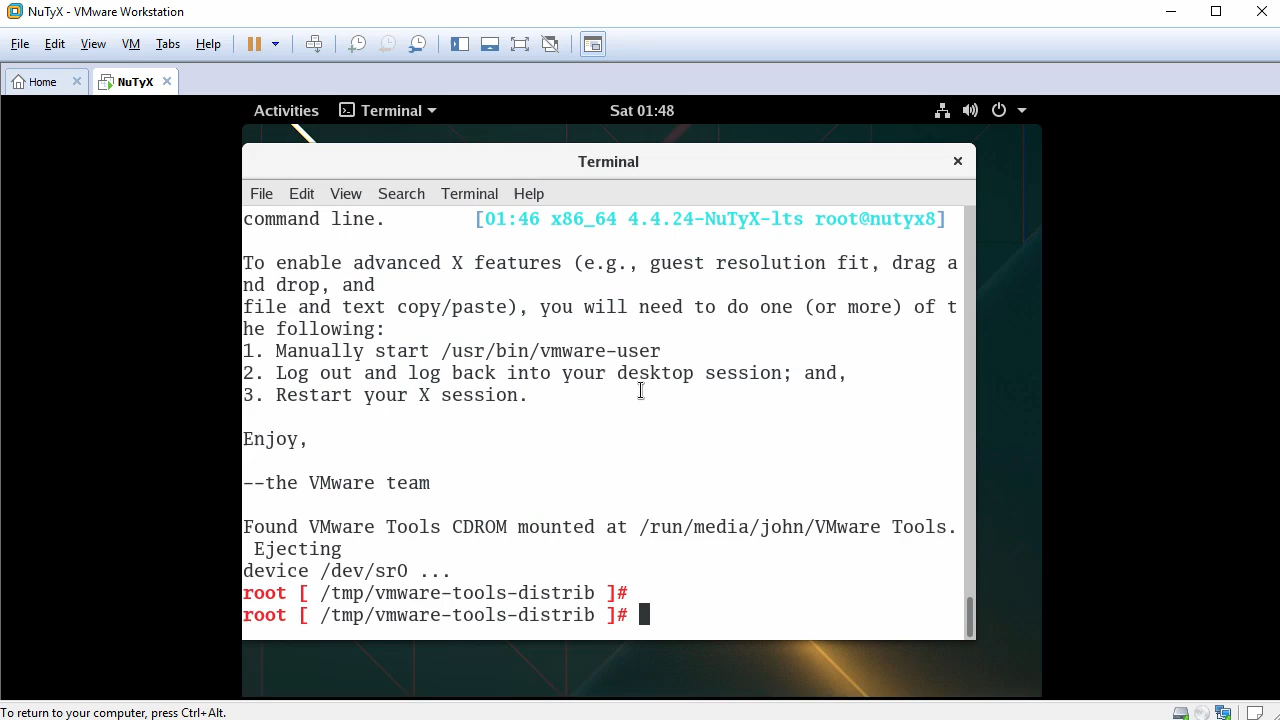 NuTyX - VMware Workstation
File Edit View VM Tabs Help
Home NuTyX
Activities Terminal Sat 01:48
Terminal
File Edit View Search Terminal Help
command line. [01:46 x86_64 4.4.24-NuTyX-lts root@nutyx8]
To enable advanced X features (e.g., guest resolution fit, drag a
nd drop, and
file and text copy/paste), you will need to do one (or more) of t
he following:
1. Manually start /usr/bin/vmware-user
2. Log out and log back into your desktop session; and,
3. Restart your X session.
Enjoy,
--the VMware team
Found VMware Tools CDROM mounted at /run/media/john/VMware Tools.
Ejecting
device /dev/sr0 ...
root [ /tmp/vmware-tools-distrib ]#
root [ /tmp/vmware-tools-distrib ]#
To return to your computer, press Ctrl+Alt.